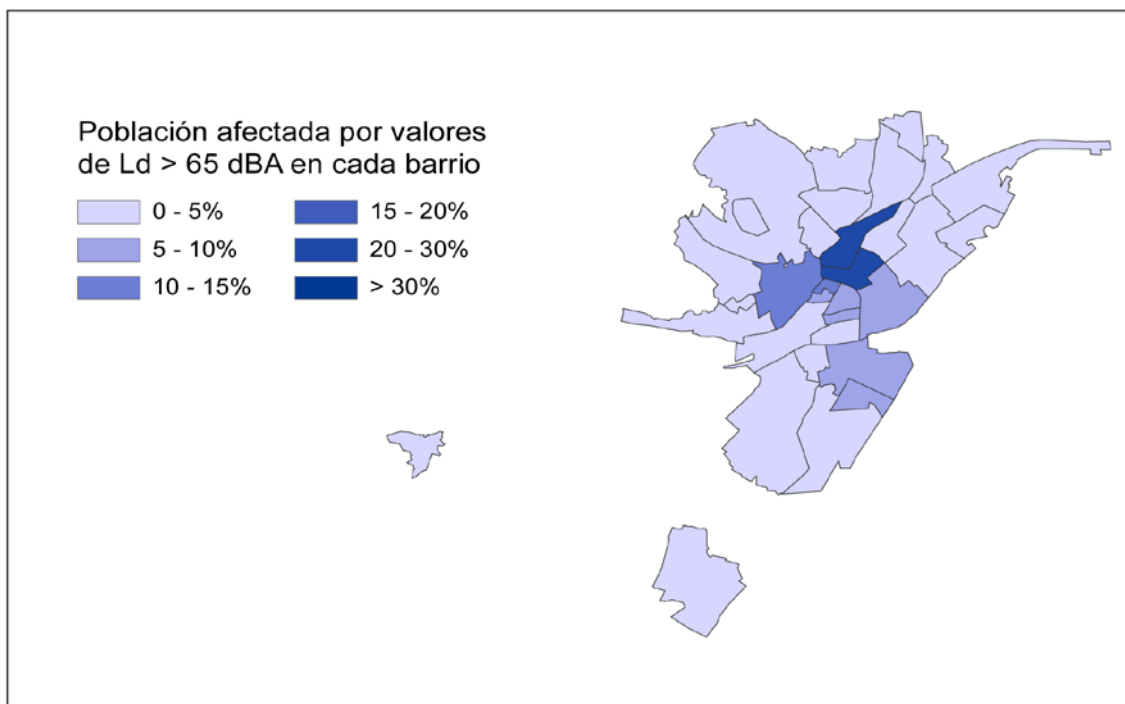 Población afectada por valores
de Ld > 65 dBA en cada barrio
0 - 5%
5 - 10%
10 - 15%
15 - 20%
20 - 30%
> 30%